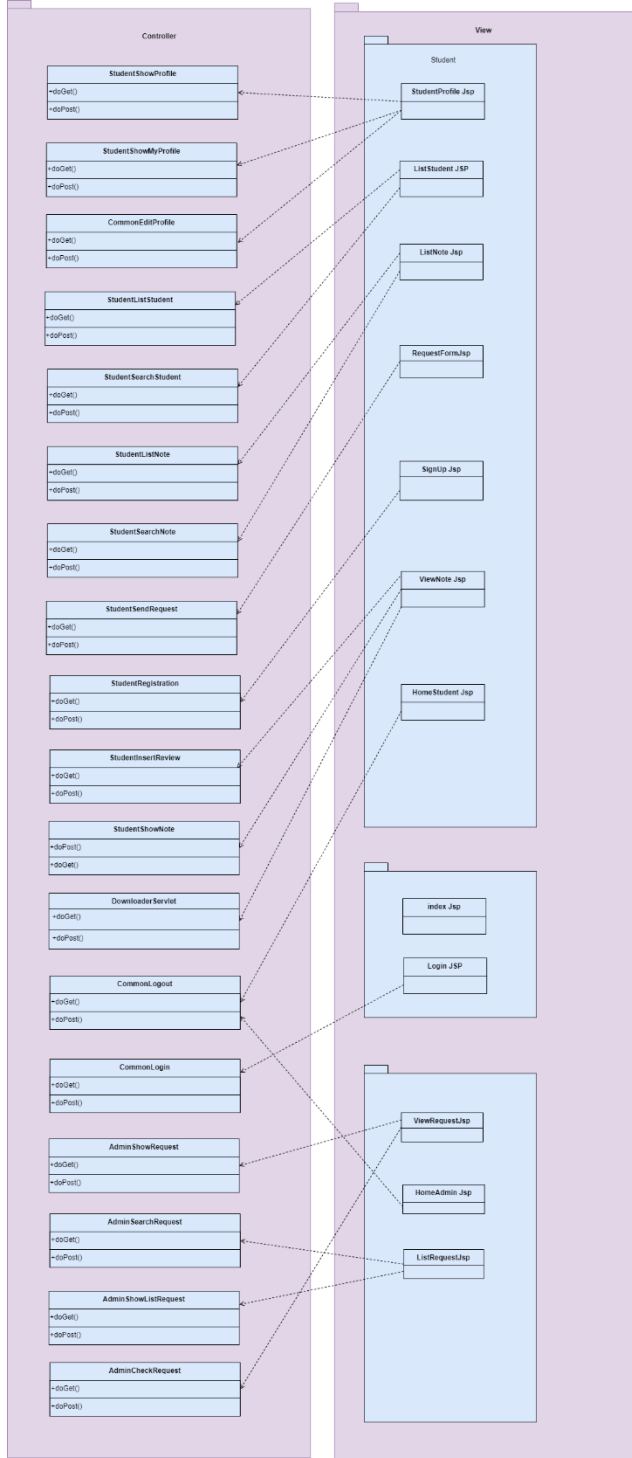 Controller
StudentShowProfile
+doGet()
+doPost()
StudentShowMyProfile
+doGet()
+doPost()
CommonEditProfile
+doGet()
+doPost()
StudentListStudent
+doGet()
+doPost()
StudentSearchStudent
+doGet()
+doPost()
StudentListNote
+doGet()
+doPost()
StudentSearchNote
+doGet()
+doPost()
StudentSendRequest
+doGet()
+doPost()
StudentRegistration
+doGet()
+doPost()
StudentInsertReview
+doGet()
+doPost()
StudentShowNote
+doPost()
+doGet()
DownloaderServlet
+doGet()
+doPost()
CommonLogout
+doGet()
+doPost()
CommonLogin
+doGet()
+doPost()
AdminShowRequest
+doGet()
+doPost()
AdminSearchRequest
+doGet()
+doPost()
AdminShowListRequest
+doGet()
+doPost()
AdminCheckRequest
+doGet()
+doPost()
View
Student
StudentProfile Jsp
ListStudent JSP
ListNote Jsp
RequestFormJsp
SignUp Jsp
ViewNote Jsp
HomeStudent Jsp
index Jsp
Login JSP
ViewRequestJsp
HomeAdmin Jsp
ListRequestJsp